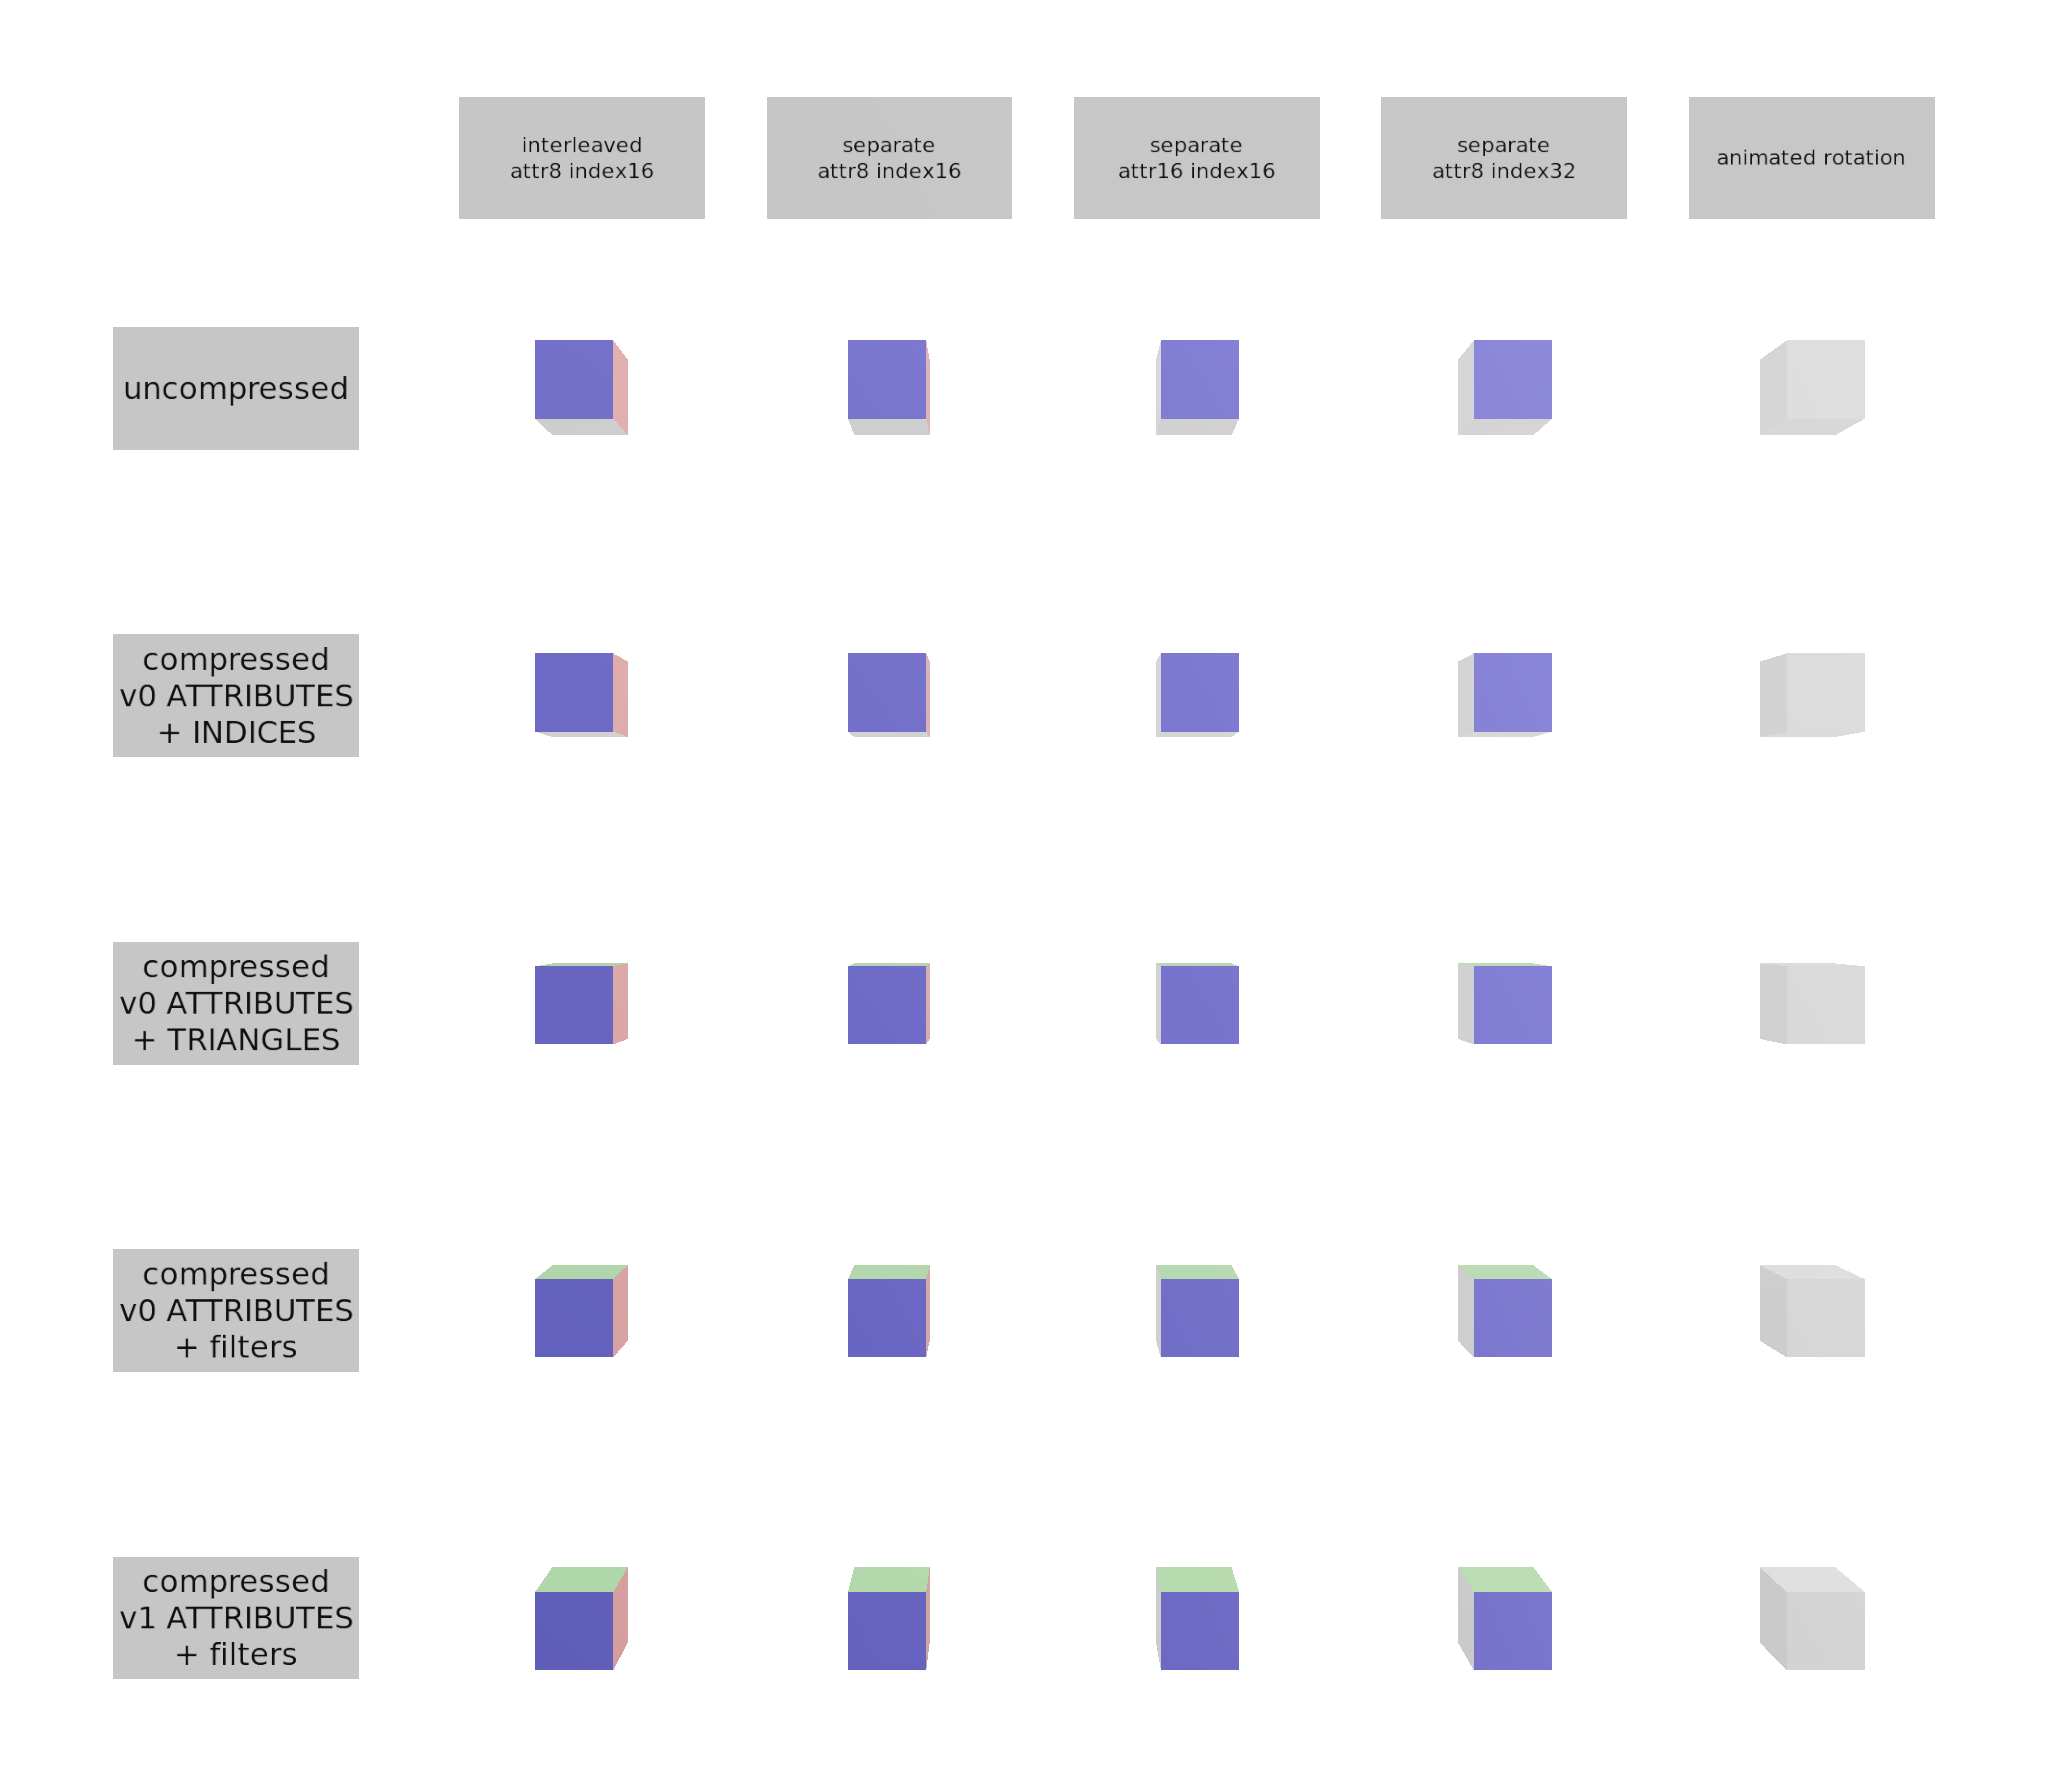 interleaved
attr8 index16
separate
attr8 index16
separate
attr16 index16
separate
attr8 index32
animated rotation
uncompressed
compressed
v0 ATTRIBUTES
+ INDICES
compressed
v0 ATTRIBUTES
+ TRIANGLES
compressed
v0 ATTRIBUTES
+ filters
compressed
v1 ATTRIBUTES
+ filters